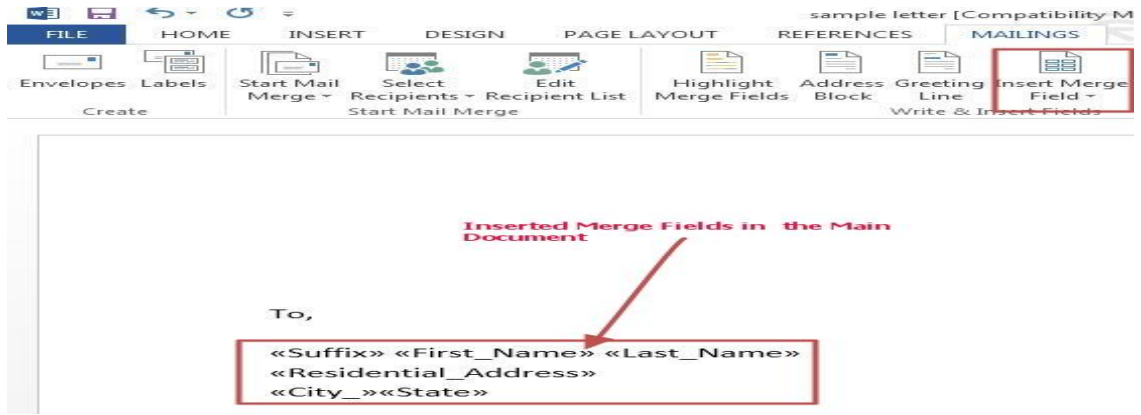 sample letter [Compatibility M
FILE HOME INSERT DESIGN PAGE LAYOUT REFERENCES MAILINGS
Envelopes Labels Start Mail Select Edit Highlight Address Greeting Insert Merge
Merge Recipients Recipient List Merge Fields Block Line Field
Create Start Mail Merge Write & Insert Fields
Inserted Merge Fields in the Main
Document
To,
«Suffix» «First_Name» «Last_Name»
«Residential_Address»
«City_»«State»